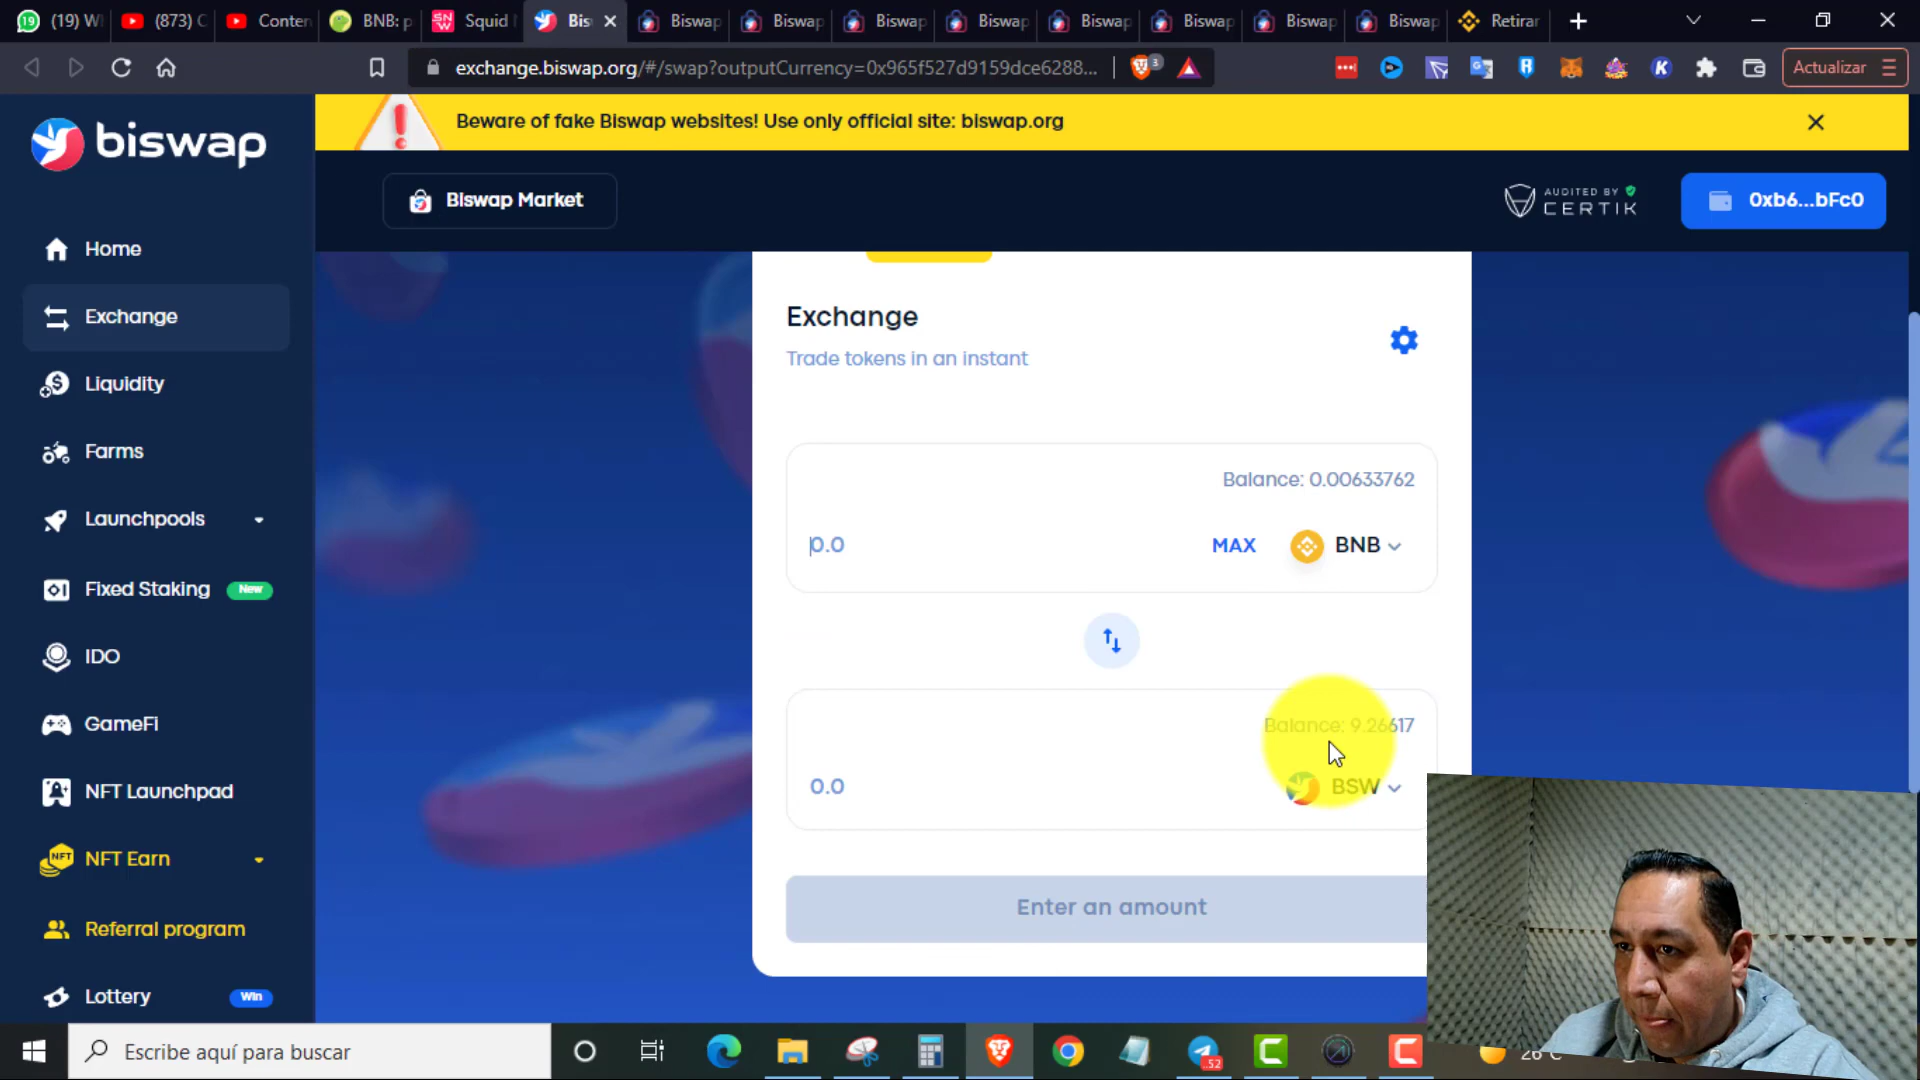 (19) W
(873) C
Conten
BNB: p
Squid
Bis
Biswap
Biswap
Biswap
Biswap
Biswap
Biswap
Biswap
Biswap
Retirar
exchange.biswap.org/#/swap?outputCurrency=0x965f527d9159dce6288...
3
Actualizar
Beware of fake Biswap websites! Use only official site: biswap.org
biswap
Biswap Market
AUDITED BY
CERTIK
0xb6...bFc0
Home
Exchange
Liquidity
Farms
Launchpools
Fixed Staking New
IDO
GameFi
NFT Launchpad
NFT Earn
Referral program
Lottery Win
Exchange
Trade tokens in an instant
Balance: 0.00633762
0.0 MAX BNB
Balance: 9.26617
0.0 BSW
Enter an amount
Escribe aquí para buscar
52
26°C